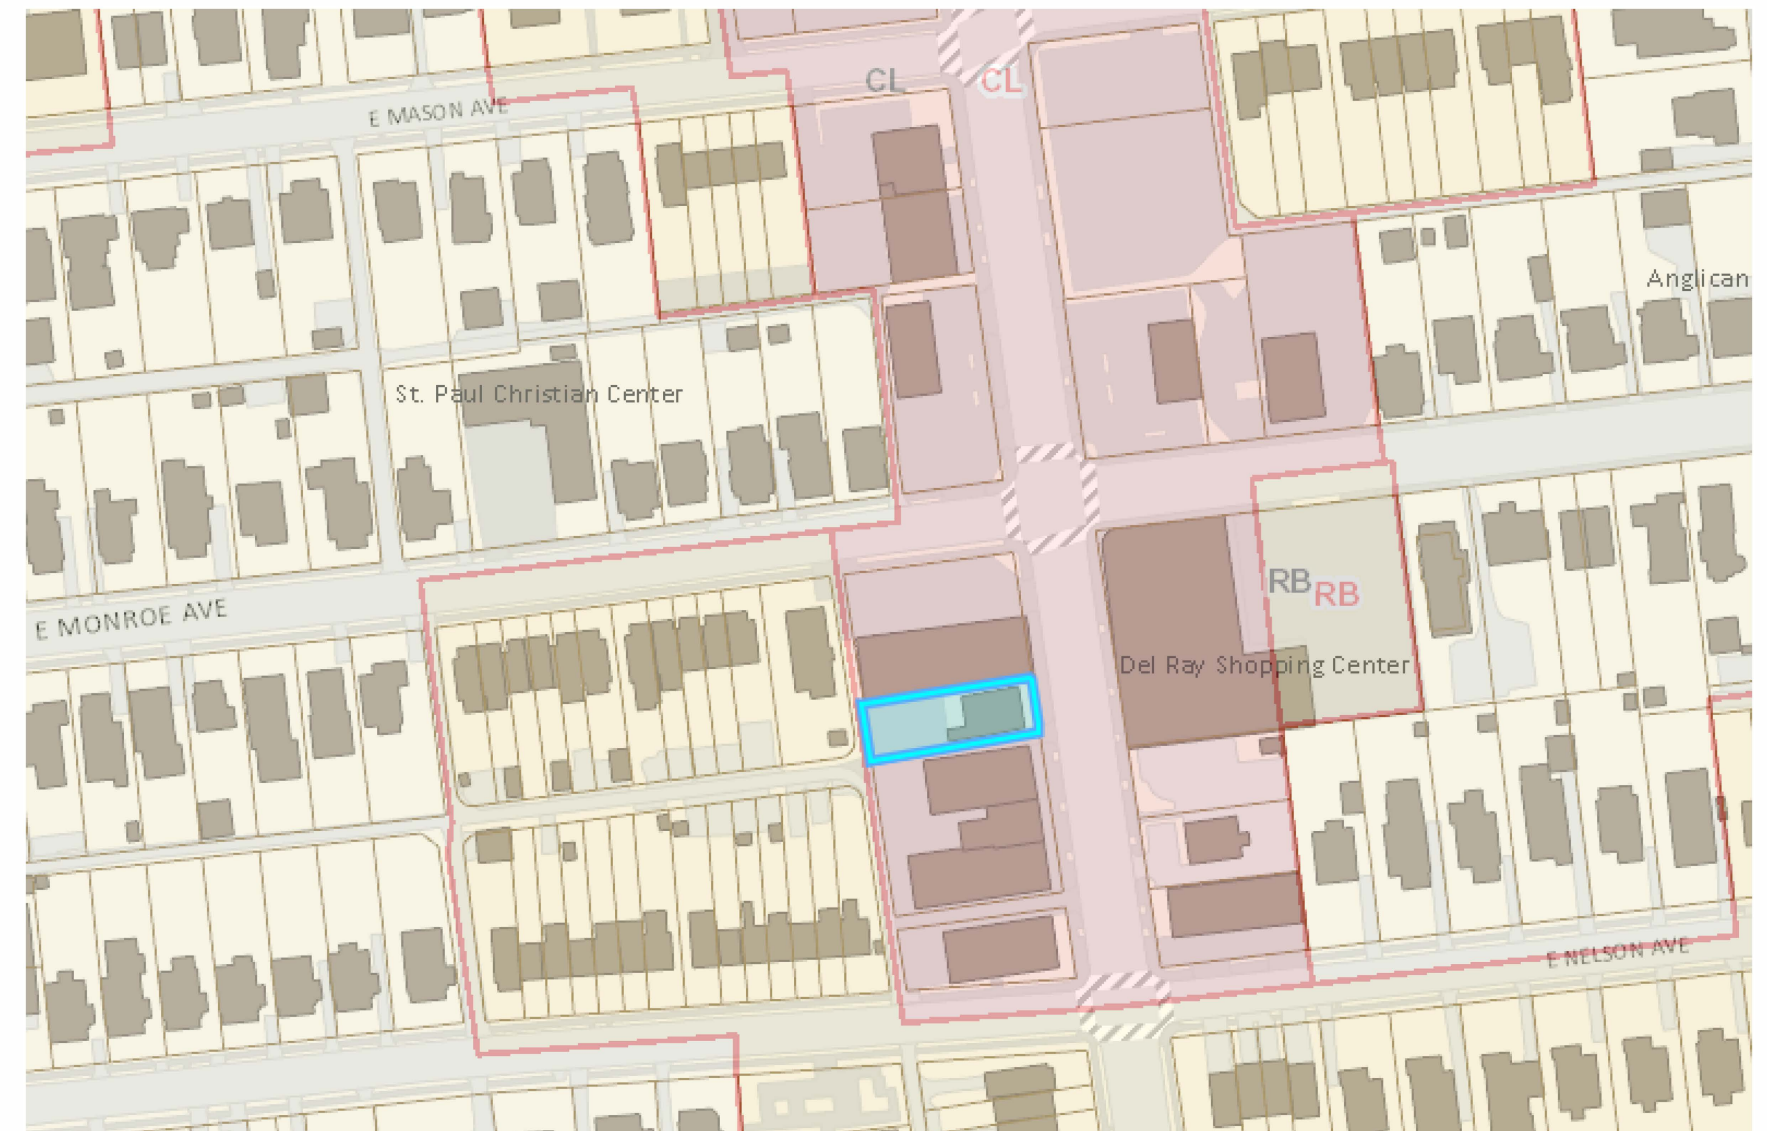 CL
CL
E MASON AVE
Anglican
St. Paul Christian Center
RB
RB
E MONROE AVE
Del Ray Shopping Center
E NELSON AVE